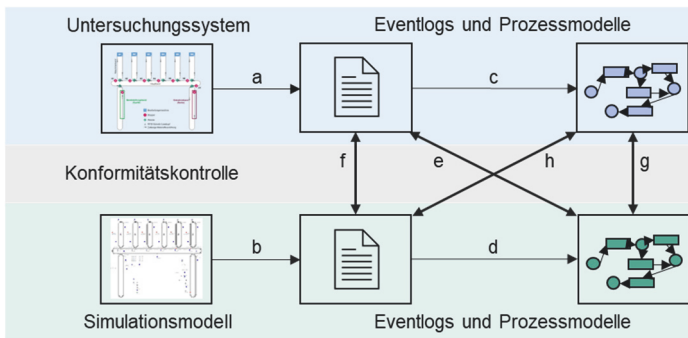 Untersuchungssystem
Eventlogs und Prozessmodelle
a
c
f
e
h
g
Konformitätskontrolle
b
d
Simulationsmodell
Eventlogs und Prozessmodelle